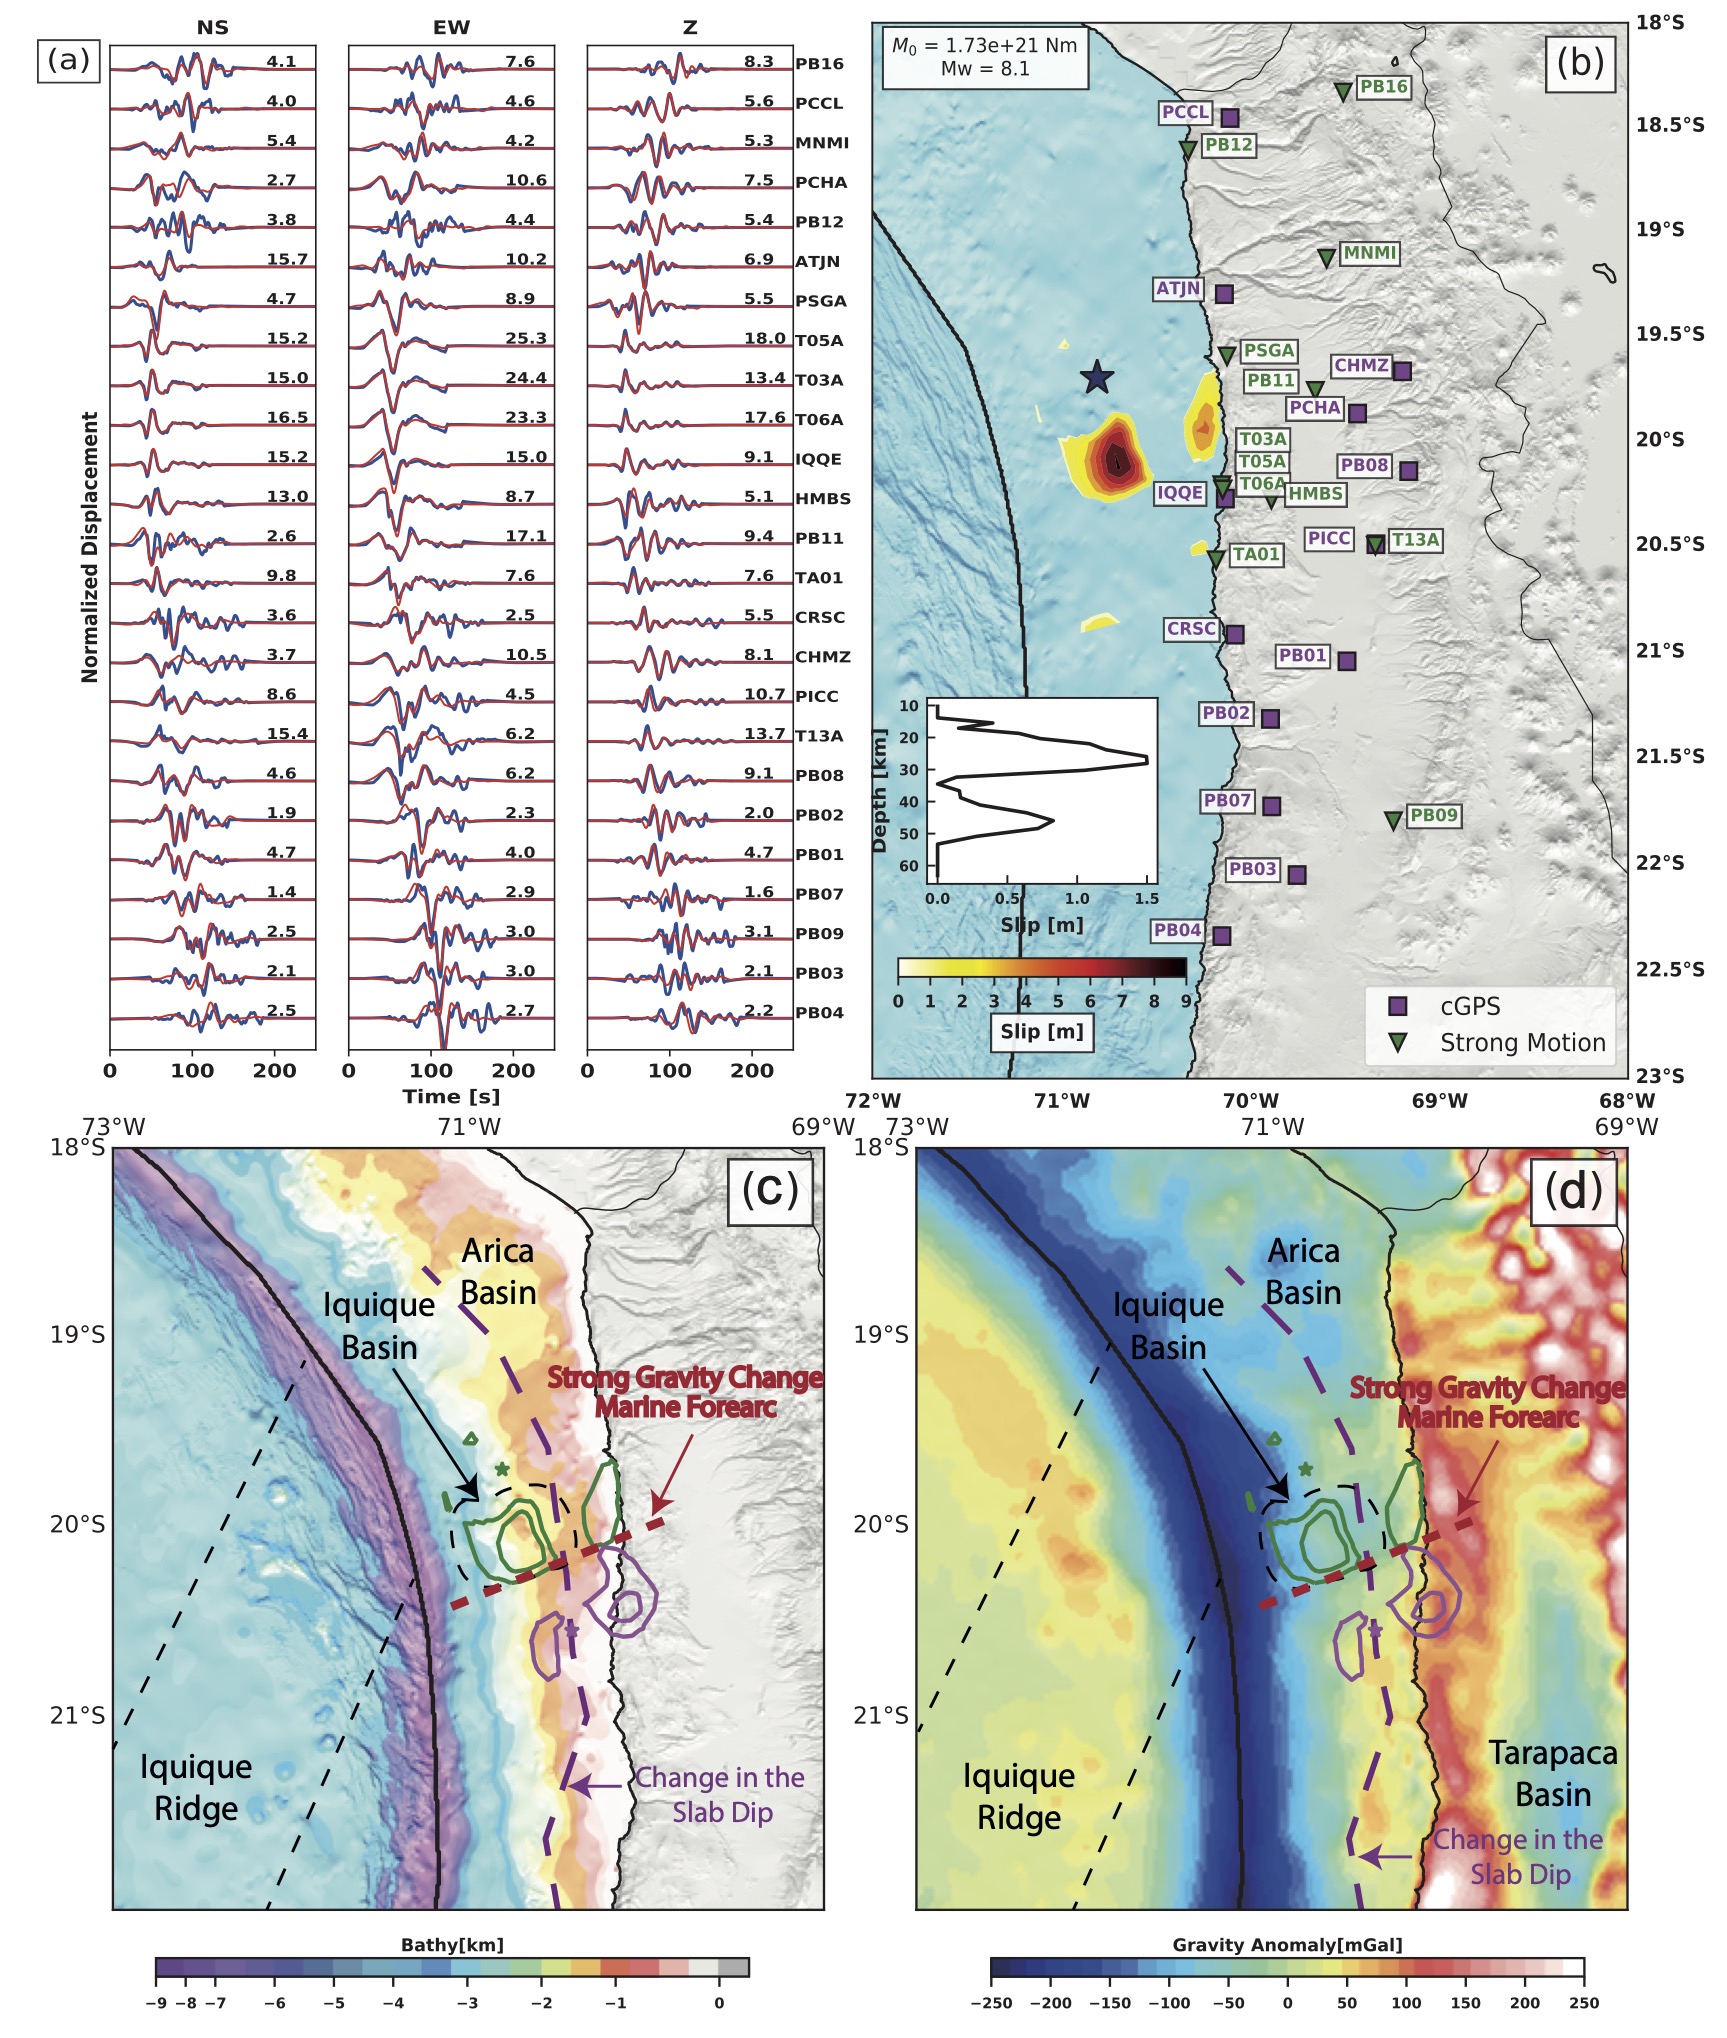 NS EW Z
(a)
4.1 7.6 8.3 PB16
4.0 4.6 5.6 PCCL
5.4 4.2 5.3 MNMI
2.7 10.6 7.5 PCHA
3.8 4.4 5.4 PB12
15.7 10.2 6.9 ATJN
4.7 8.9 5.5 PSGA
15.2 25.3 18.0 T05A
15.0 24.4 13.4 T03A
16.5 23.3 17.6 T06A
15.2 15.0 9.1 IQQE
13.0 8.7 5.1 HMBS
2.6 17.1 9.4 PB11
9.8 7.6 7.6 TA01
3.6 2.5 5.5 CRSC
3.7 10.5 8.1 CHMZ
8.6 4.5 10.7 PICC
15.4 6.2 13.7 T13A
4.6 6.2 9.1 PB08
1.9 2.3 2.0 PB02
4.7 4.0 4.7 PB01
1.4 2.9 1.6 PB07
2.5 3.0 3.1 PB09
2.1 3.0 2.1 PB03
2.5 2.7 2.2 PB04
Normalized Displacement
0 100 200 0 100 200 0 100 200
Time [s]
M₀ = 1.73e+21 Nm
Mw = 8.1
(b)
PB16
PCCL
PB12
MNMI
ATJN
PSGA
CHMZ
PB11
PCHA
T03A
T05A
PB08
T06A
IQQE
HMBS
PICC
T13A
TA01
CRSC
PB01
PB02
PB07
PB09
PB03
PB04
18°S
18.5°S
19°S
19.5°S
20°S
20.5°S
21°S
21.5°S
22°S
22.5°S
23°S
10
20
30
40
50
60
Depth [km]
0.0 0.5 1.0 1.5
Slip [m]
0 1 2 3 4 5 6 7 8 9
Slip [m]
cGPS
Strong Motion
72°W 71°W 70°W 69°W 68°W
73°W 71°W 69°W
18°S
19°S
20°S
21°S
(c)
Arica
Basin
Iquique
Basin
Strong Gravity Change
Marine Forearc
Iquique
Ridge
Change in the
Slab Dip
Bathy[km]
−9 −8 −7 −6 −5 −4 −3 −2 −1 0
73°W 71°W 69°W
18°S
19°S
20°S
21°S
(d)
Arica
Basin
Iquique
Basin
Strong Gravity Change
Marine Forearc
Iquique
Ridge
Tarapaca
Basin
Change in the
Slab Dip
Gravity Anomaly[mGal]
−250 −200 −150 −100 −50 0 50 100 150 200 250